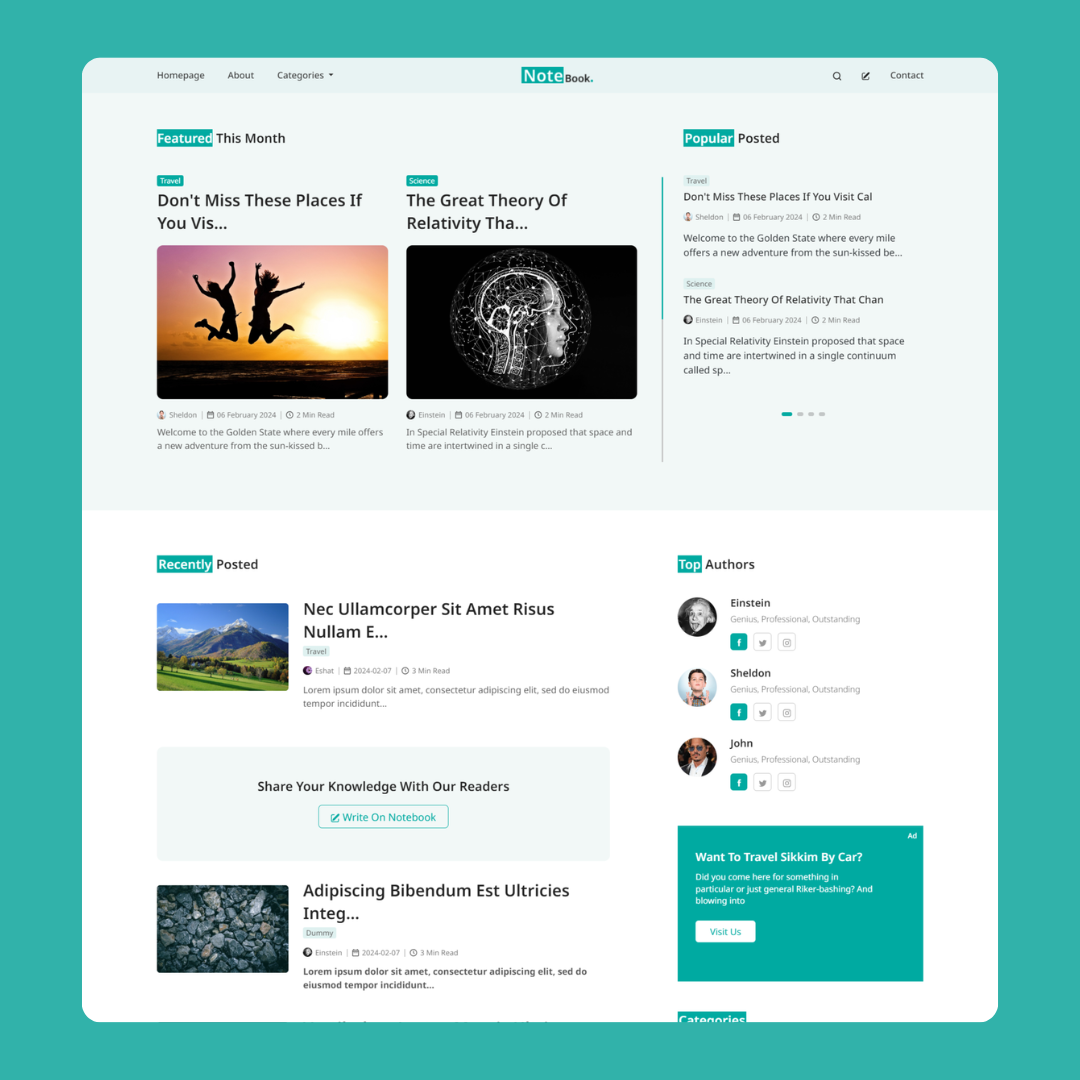 Homepage About Categories
NoteBook.
Contact
Featured This Month
Travel
Don't Miss These Places If
You Vis...
Sheldon | 06 February 2024 | 2 Min Read
Welcome to the Golden State where every mile offers
a new adventure from the sun-kissed b...
Science
The Great Theory Of
Relativity Tha...
Einstein | 06 February 2024 | 2 Min Read
In Special Relativity Einstein proposed that space and
time are intertwined in a single c...
Popular Posted
Travel
Don't Miss These Places If You Visit Cal
Sheldon | 06 February 2024 | 2 Min Read
Welcome to the Golden State where every mile
offers a new adventure from the sun-kissed be...
Science
The Great Theory Of Relativity That Chan
Einstein | 06 February 2024 | 2 Min Read
In Special Relativity Einstein proposed that space
and time are intertwined in a single continuum
called sp...
Recently Posted
Nec Ullamcorper Sit Amet Risus
Nullam E...
Travel
Eshat | 2024-02-07 | 3 Min Read
Lorem ipsum dolor sit amet, consectetur adipiscing elit, sed do eiusmod
tempor incididunt...
Share Your Knowledge With Our Readers
Write On Notebook
Adipiscing Bibendum Est Ultricies
Integ...
Dummy
Einstein | 2024-02-07 | 3 Min Read
Lorem ipsum dolor sit amet, consectetur adipiscing elit, sed do
eiusmod tempor incididunt...
Top Authors
Einstein
Genius, Professional, Outstanding
Sheldon
Genius, Professional, Outstanding
John
Genius, Professional, Outstanding
Ad
Want To Travel Sikkim By Car?
Did you come here for something in
particular or just general Riker-bashing? And
blowing into
Visit Us
Categories